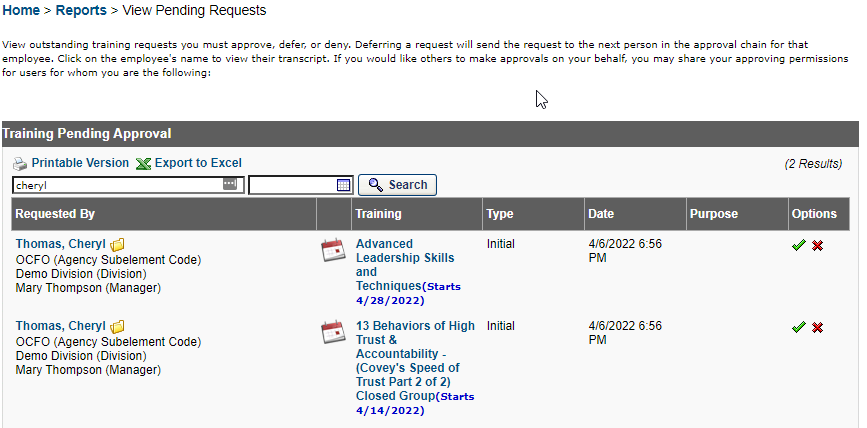 Home > Reports > View Pending Requests
View outstanding training requests you must approve, defer, or deny. Deferring a request will send the request to the next person in the approval chain for that
employee. Click on the employee's name to view their transcript. If you would like others to make approvals on your behalf, you may share your approving permissions
for users for whom you are the following:
Training Pending Approval
Printable Version Export to Excel (2 Results)
cheryl Search
Requested By Training Type Date Purpose Options
Thomas, Cheryl
OCFO (Agency Subelement Code)
Demo Division (Division)
Mary Thompson (Manager)
Advanced
Leadership Skills
and
Techniques(Starts
4/28/2022)
Initial
4/6/2022 6:56
PM
Thomas, Cheryl
OCFO (Agency Subelement Code)
Demo Division (Division)
Mary Thompson (Manager)
13 Behaviors of High
Trust &
Accountability -
(Covey's Speed of
Trust Part 2 of 2)
Closed Group(Starts
4/14/2022)
Initial
4/6/2022 6:56
PM